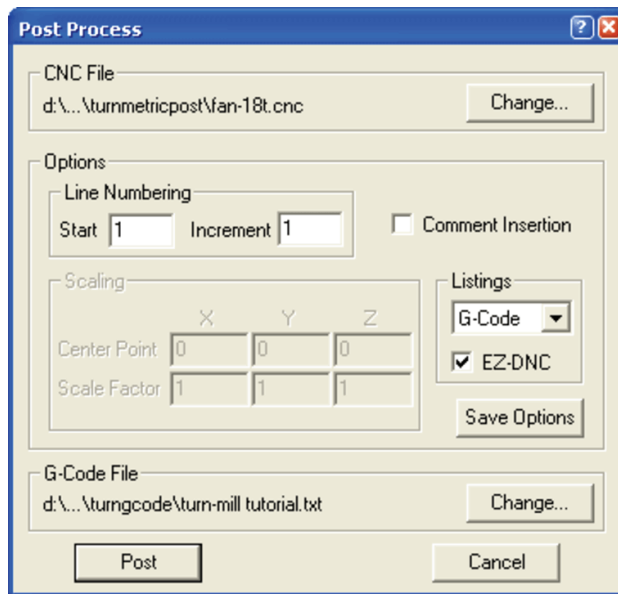 Post Process
CNC File
d:\...\turnmetricpost\fan-18t.cnc
Change...
Options
Line Numbering
Start 1 Increment 1
Comment Insertion
Scaling
X Y Z
Center Point 0 0 0
Scale Factor 1 1 1
Listings
G-Code
EZ-DNC
Save Options
G-Code File
d:\...\turngcode\turn-mill tutorial.txt
Change...
Post
Cancel